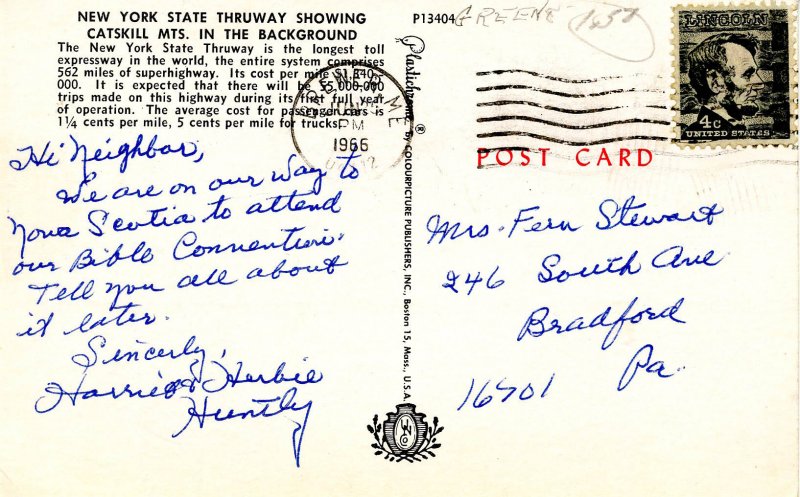 NEW YORK STATE THRUWAY SHOWING
CATSKILL MTS. IN THE BACKGROUND
The New York State Thruway is the longest toll
expressway in the world, the entire system comprises
562 miles of superhighway. Its cost per mile $1,840,-
000. It is expected that there will be 55,000,000
trips made on this highway during its first full year
of operation. The average cost for passenger cars is
1¼ cents per mile, 5 cents per mile for trucks.
Hi Neighbor,
We are on our way to
Nova Scotia to attend
our Bible Convention.
Tell you all about
it later.
Sincerely,
Harrie & Herbie
Huntly
PM
1966
P13404
GREENE
1.50
Plastichrome ® by COLOURPICTURE PUBLISHERS, INC. Boston 15, Mass., U.S.A.
LINCOLN
4c
UNITED STATES
POST CARD
Mrs. Fern Stewart
246 South Ave
Bradford
Pa.
16701